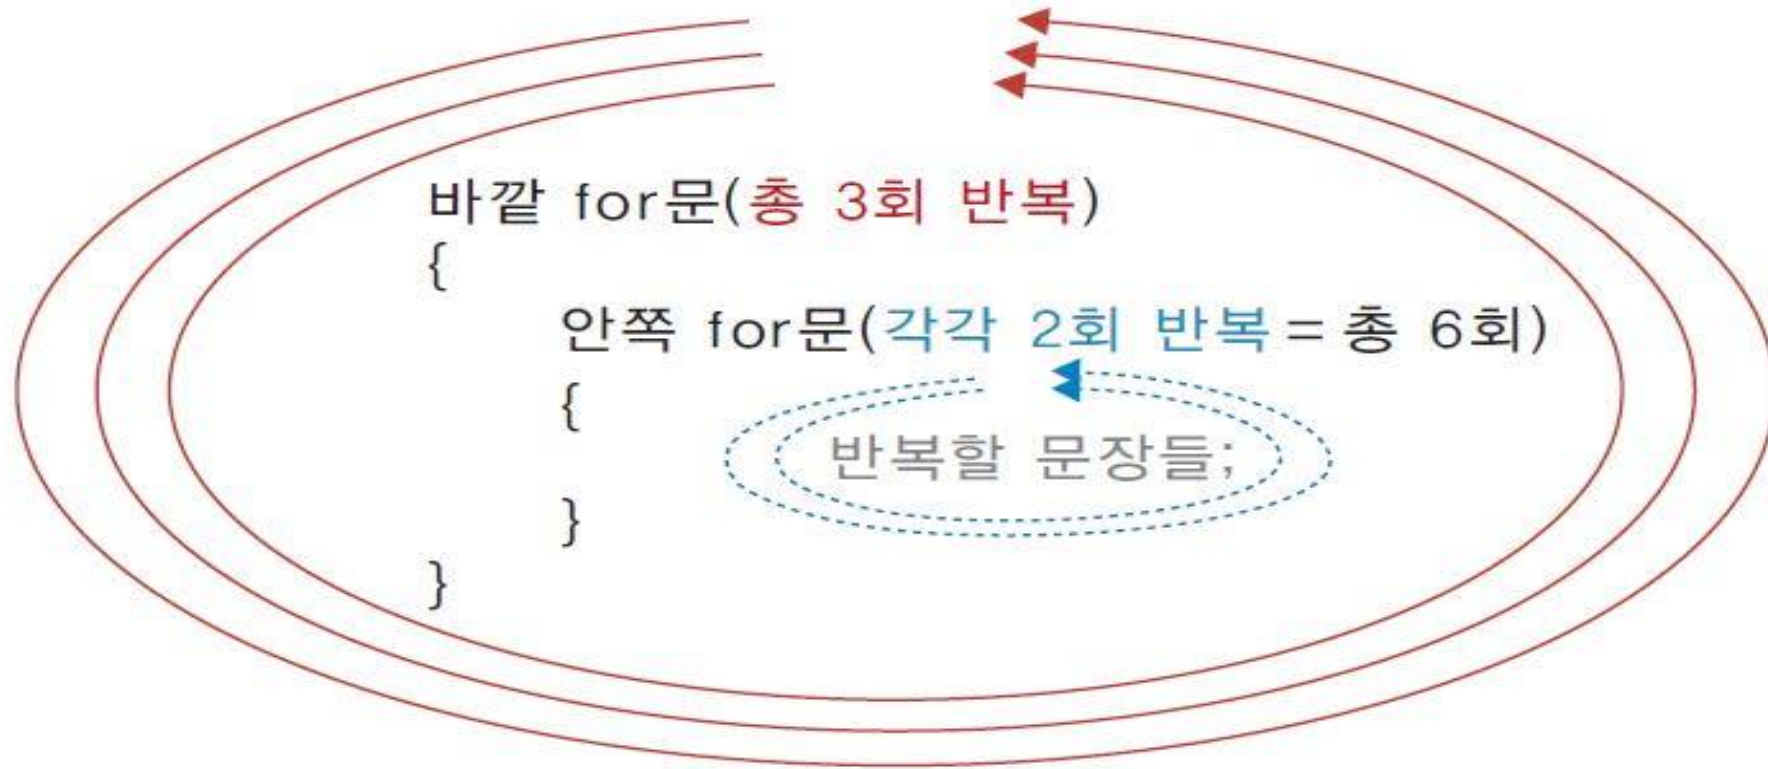 바깥 for문(총 3회 반복)
{
안쪽 for문(각각 2회 반복 = 총 6회)
{
반복할 문장들;
}
}